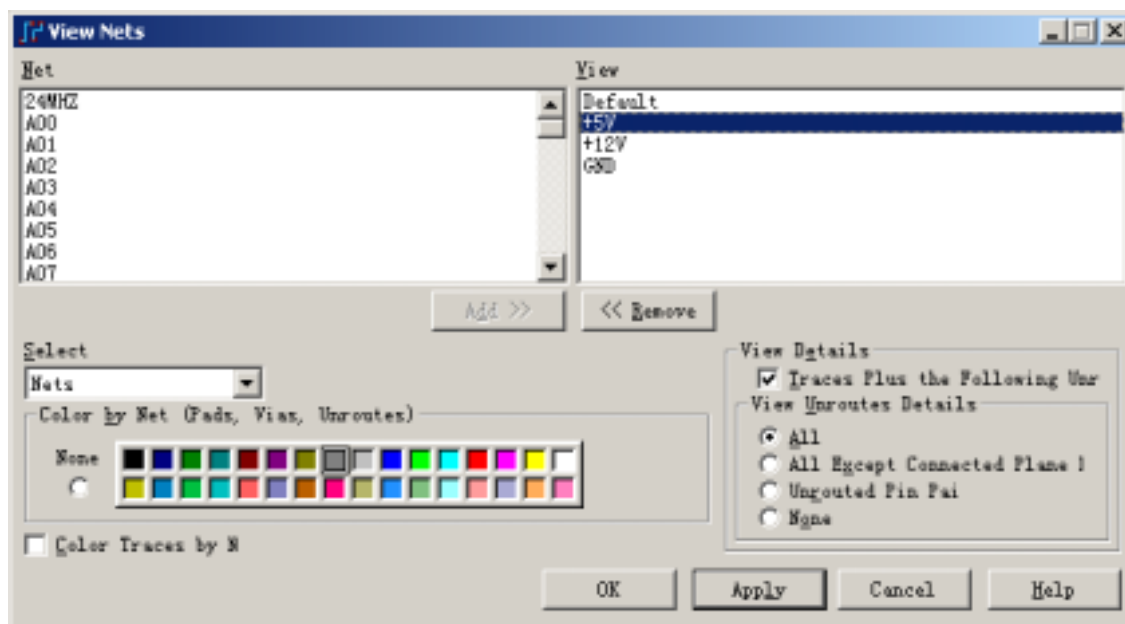 View Nets
Net
View
24MHZ
A00
A01
A02
A03
A04
A05
A06
A07
Default
+5V
+12V
GND
Add >>
<< Remove
Select
Nets
Color by Net (Pads, Vias, Unroutes)
None
View Details
Traces Plus the Following Unr
View Unroutes Details
All
All Except Connected Plane
Unrouted Pin Pai
None
Color Traces by N
OK
Apply
Cancel
Help